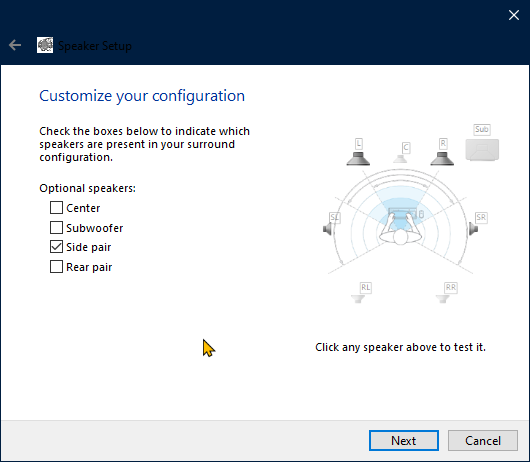 Speaker Setup
Customize your configuration
Check the boxes below to indicate which
speakers are present in your surround
configuration.
Optional speakers:
Center
Subwoofer
Side pair
Rear pair
L
C
R
Sub
SL
SR
RL
RR
Click any speaker above to test it.
Next
Cancel